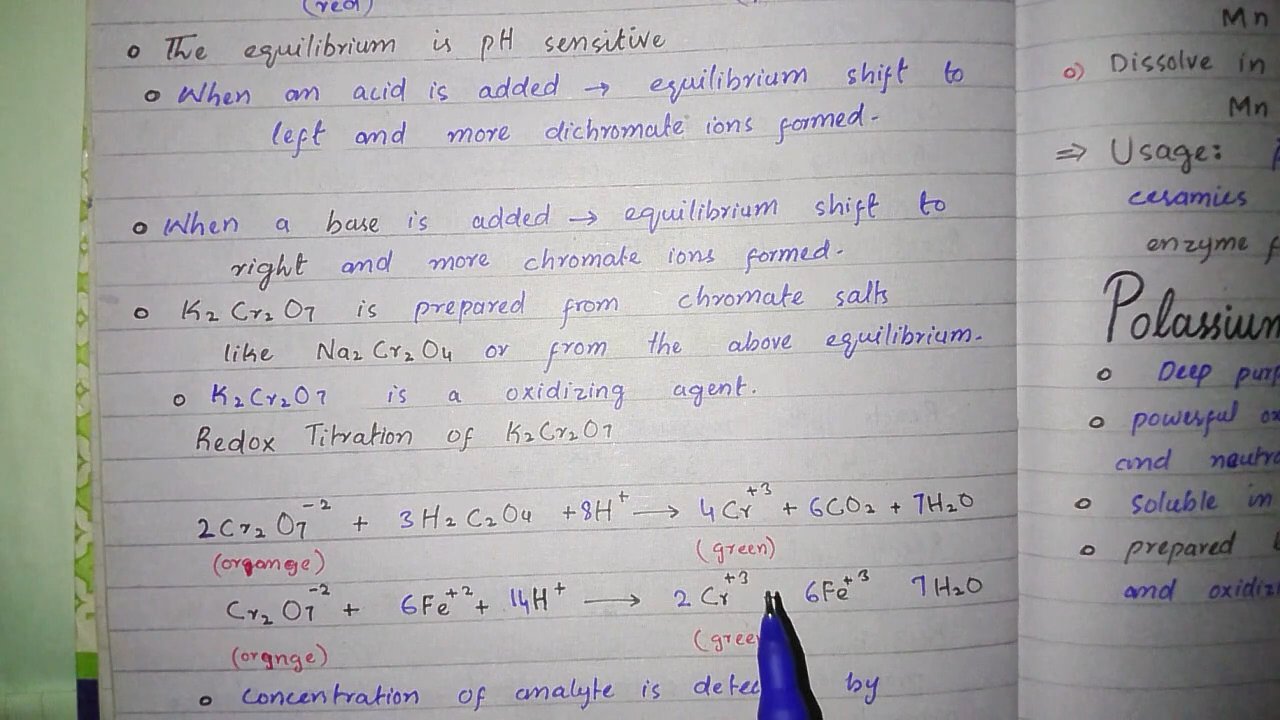 (red)
o The equilibrium is pH sensitive
o When an acid is added → equilibrium shift to
left and more dichromate ions formed.
o When a base is added → equilibrium shift to
right and more chromate ions formed.
o K₂Cr₂O₇ is prepared from chromate salts
like Na₂Cr₂O₄ or from the above equilibrium.
o K₂Cr₂O₇ is a oxidizing agent.
Redox Titration of K₂Cr₂O₇
2Cr₂O₇⁻² + 3H₂C₂O₄ + 8H⁺ → 4Cr⁺³ + 6CO₂ + 7H₂O
(organge) (green)
Cr₂O₇⁻² + 6Fe⁺² + 14H⁺ → 2Cr⁺³ 6Fe⁺³ 7H₂O
(orgnge) (gree
o concentration of analyte is detec by
Mn
o) Dissolve in
Mn
⇒ Usage:
ceramics
enzyme
Potassium
o Deep purp
o powerful
and neutr
o soluble in
o prepared
and oxidiz